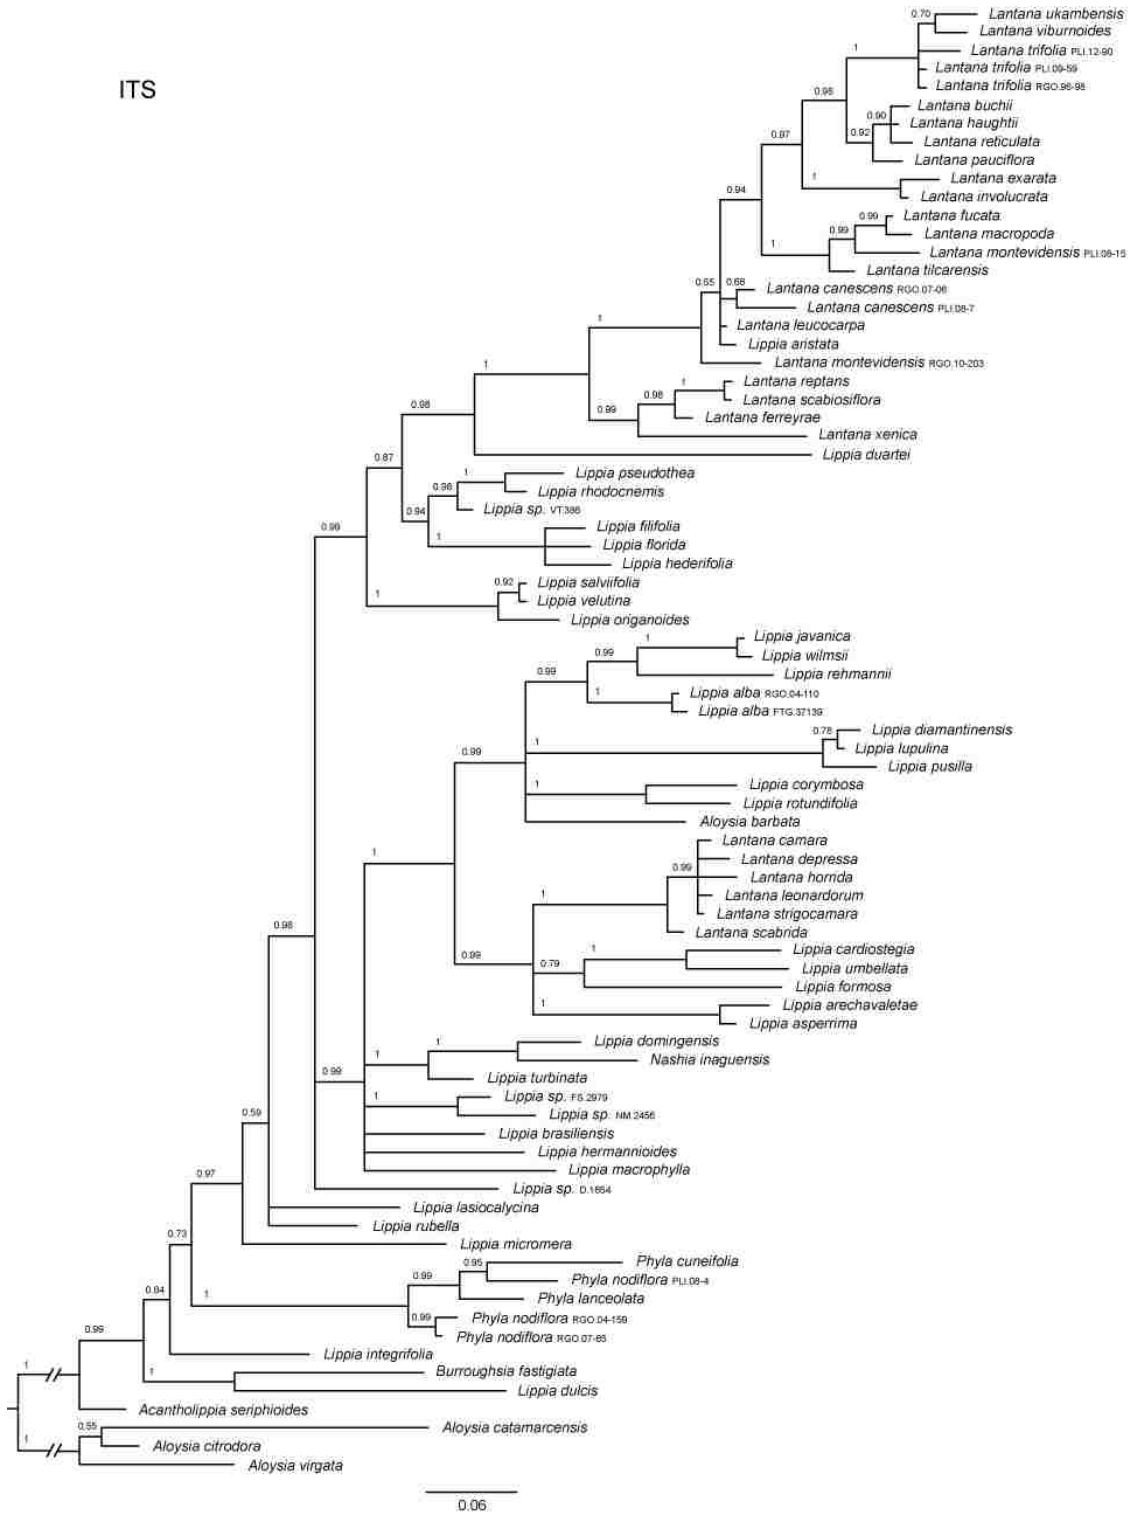 0.70
Lantana ukambensis
Lantana viburnoides
1
Lantana trifolia PLI.12-90
Lantana trifolia PLI.09-59
Lantana trifolia RGO.96-98
ITS
0.98
Lantana buchii
0.90
Lantana haughtii
0.92
Lantana reticulata
0.97
Lantana pauciflora
1
Lantana exarata
0.94
Lantana involucrata
0.99
Lantana fucata
0.99
Lantana macropoda
1
Lantana montevidensis PLI.08-15
Lantana tilcarensis
0.55 0.68
Lantana canescens RGO.07-06
Lantana canescens PLI.08-7
1
Lantana leucocarpa
Lippia aristata
1
Lantana montevidensis RGO.10-203
1
Lantana reptans
0.98
Lantana scabiosiflora
0.98
0.99
Lantana ferreyrae
Lantana xenica
0.87
Lippia duartei
1
Lippia pseudothea
0.98
Lippia rhodocnemis
0.94
Lippia sp. VT.386
0.99
1
Lippia filifolia
Lippia florida
Lippia hederifolia
1
0.92
Lippia salviifolia
Lippia velutina
Lippia origanoides
1
Lippia javanica
0.99
Lippia wilmsii
0.99
Lippia rehmannii
1
Lippia alba RGO.04-110
Lippia alba FTG.37139
0.78
Lippia diamantinensis
0.99
1
Lippia lupulina
Lippia pusilla
1
Lippia corymbosa
Lippia rotundifolia
Aloysia barbata
1
Lantana camara
0.99
Lantana depressa
Lantana horrida
1
Lantana leonardorum
Lantana strigocamara
0.98
Lantana scabrida
0.99
1
Lippia cardiostegia
0.79
Lippia umbellata
Lippia formosa
1
Lippia arechavaletae
Lippia asperrima
1
Lippia domingensis
1
Nashia inaguensis
0.99
Lippia turbinata
1
Lippia sp. FS.2979
Lippia sp. NM.2456
0.59
Lippia brasiliensis
Lippia hermannioides
0.97
Lippia macrophylla
Lippia sp. D.1654
Lippia lasiocalycina
0.73
Lippia rubella
Lippia micromera
0.95
Phyla cuneifolia
0.99
Phyla nodiflora PLI.08-4
0.84
1
Phyla lanceolata
0.99
Phyla nodiflora RGO.04-159
0.99
Phyla nodiflora RGO.07-65
Lippia integrifolia
1
1
Burroughsia fastigiata
Lippia dulcis
Acantholippia seriphioides
0.55
Aloysia catamarcensis
1
Aloysia citrodora
Aloysia virgata
0.06